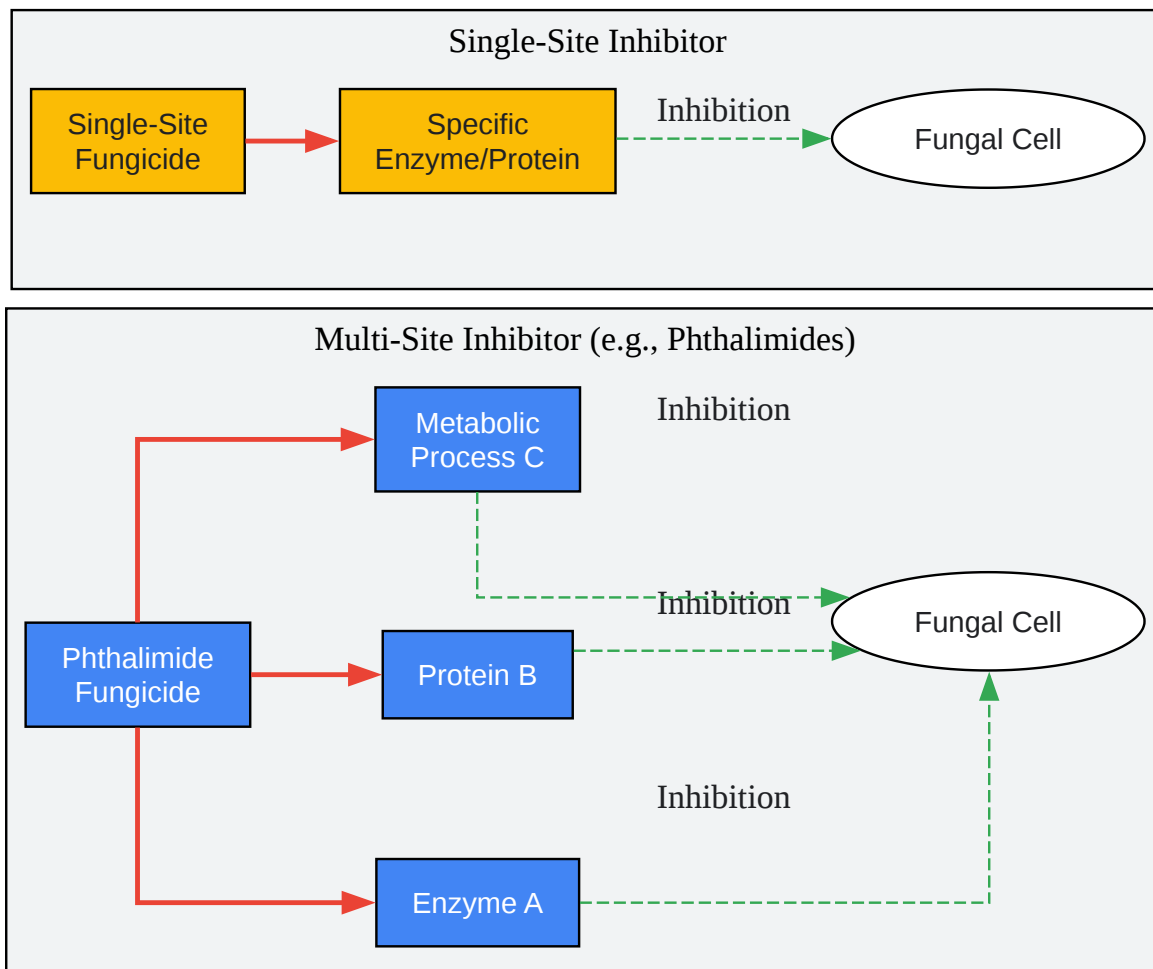 Single-Site Inhibitor
Single-Site
Fungicide
Specific
Enzyme/Protein
Inhibition
Fungal Cell
Multi-Site Inhibitor (e.g., Phthalimides)
Metabolic
Process C
Inhibition
Phthalimide
Fungicide
Protein B
Inhibition
Fungal Cell
Inhibition
Enzyme A